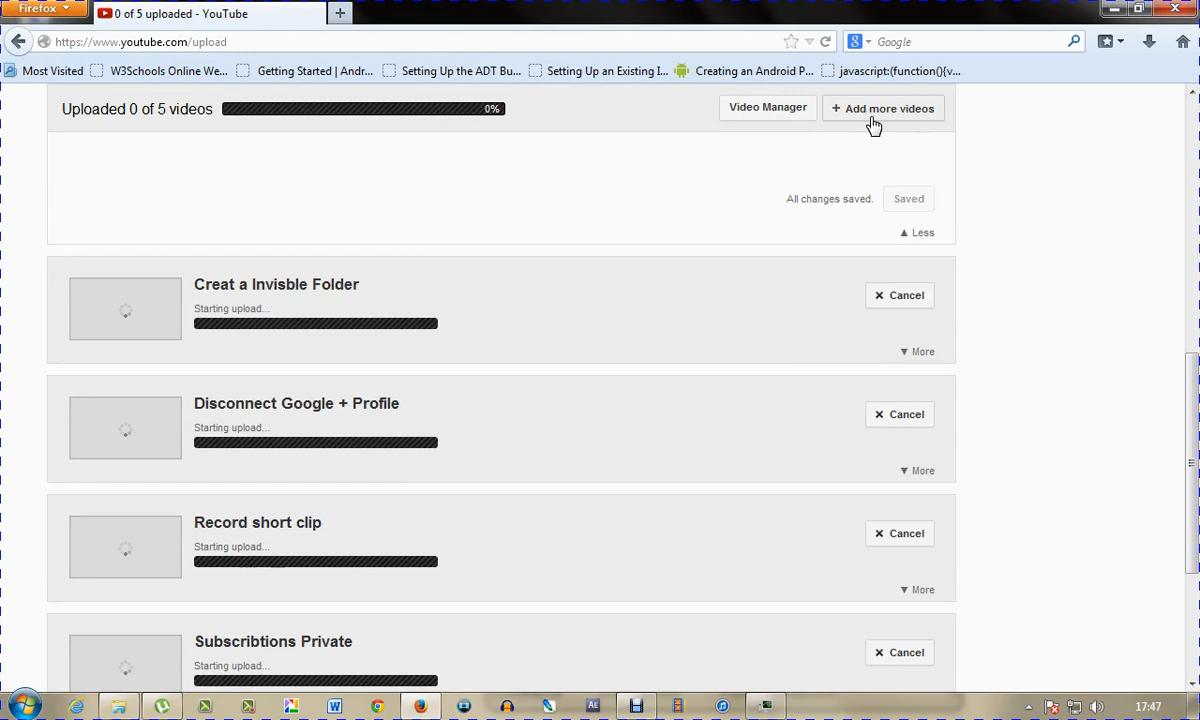 Firefox
0 of 5 uploaded - YouTube
https://www.youtube.com/upload
Google
Most Visited W3Schools Online We... Getting Started | Andr... Setting Up the ADT Bu... Setting Up an Existing I... Creating an Android P... javascript:(function(){v...
Uploaded 0 of 5 videos 0% Video Manager + Add more videos
All changes saved. Saved
▲ Less
Creat a Invisble Folder
Starting upload...
× Cancel
▼ More
Disconnect Google + Profile
Starting upload...
× Cancel
▼ More
Record short clip
Starting upload...
× Cancel
▼ More
Subscribtions Private
Starting upload...
× Cancel
17:47